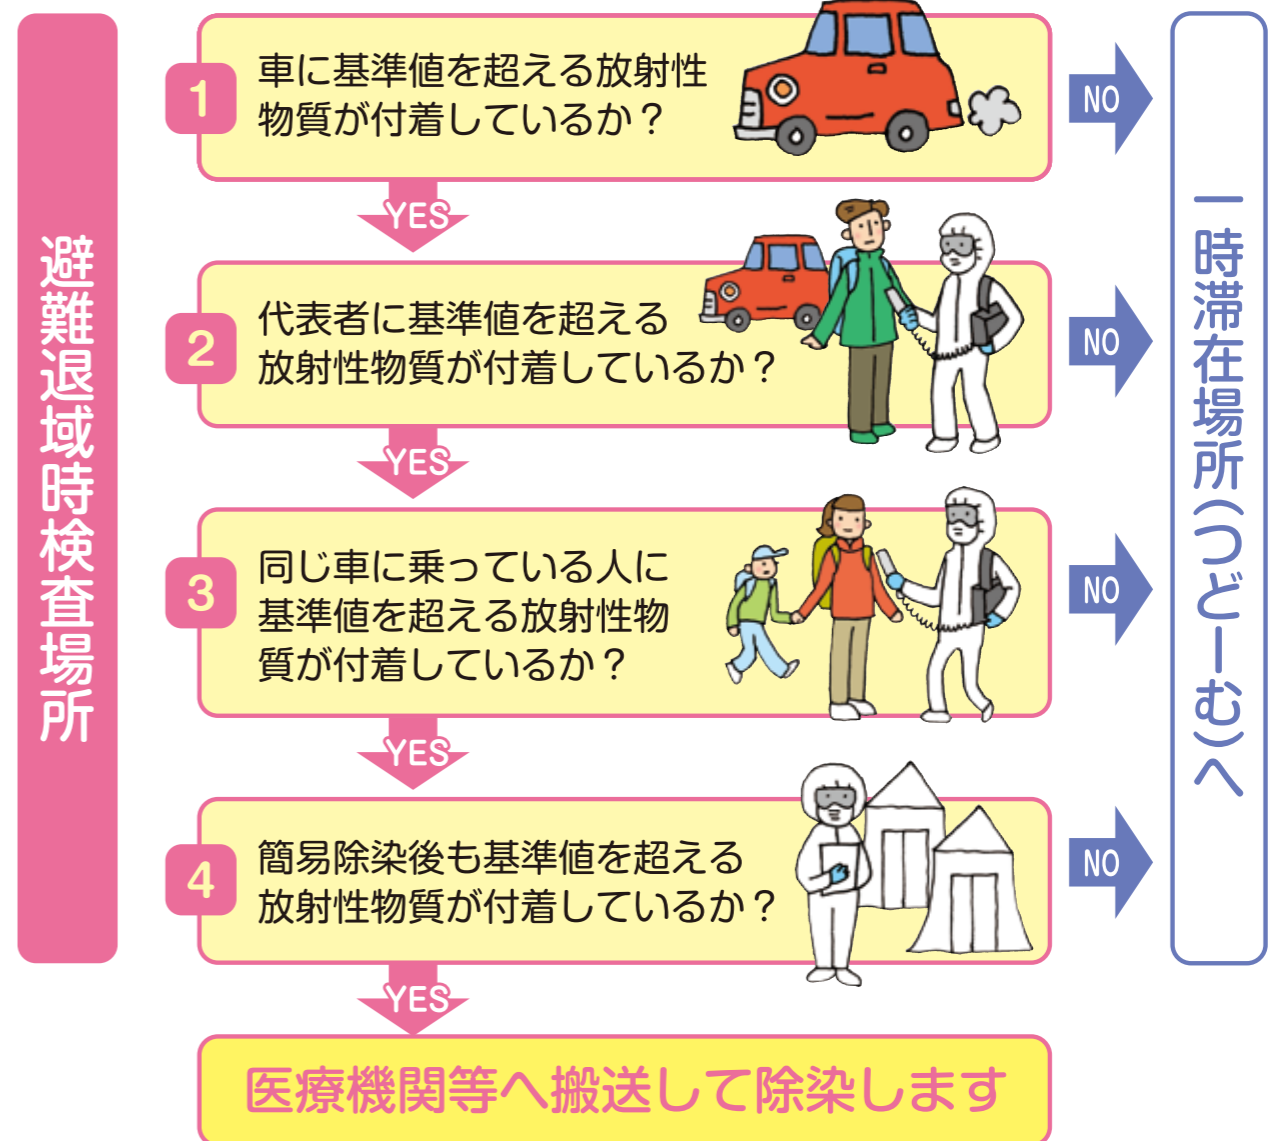 避難退域時検査場所
1
車に基準値を超える放射性
物質が付着しているか？
NO
YES
2
代表者に基準値を超える
放射性物質が付着しているか？
NO
YES
3
同じ車に乗っている人に
基準値を超える放射性物
質が付着しているか？
NO
YES
4
簡易除染後も基準値を超える
放射性物質が付着しているか？
NO
YES
医療機関等へ搬送して除染します
一時滞在場所(つどーむ)へ